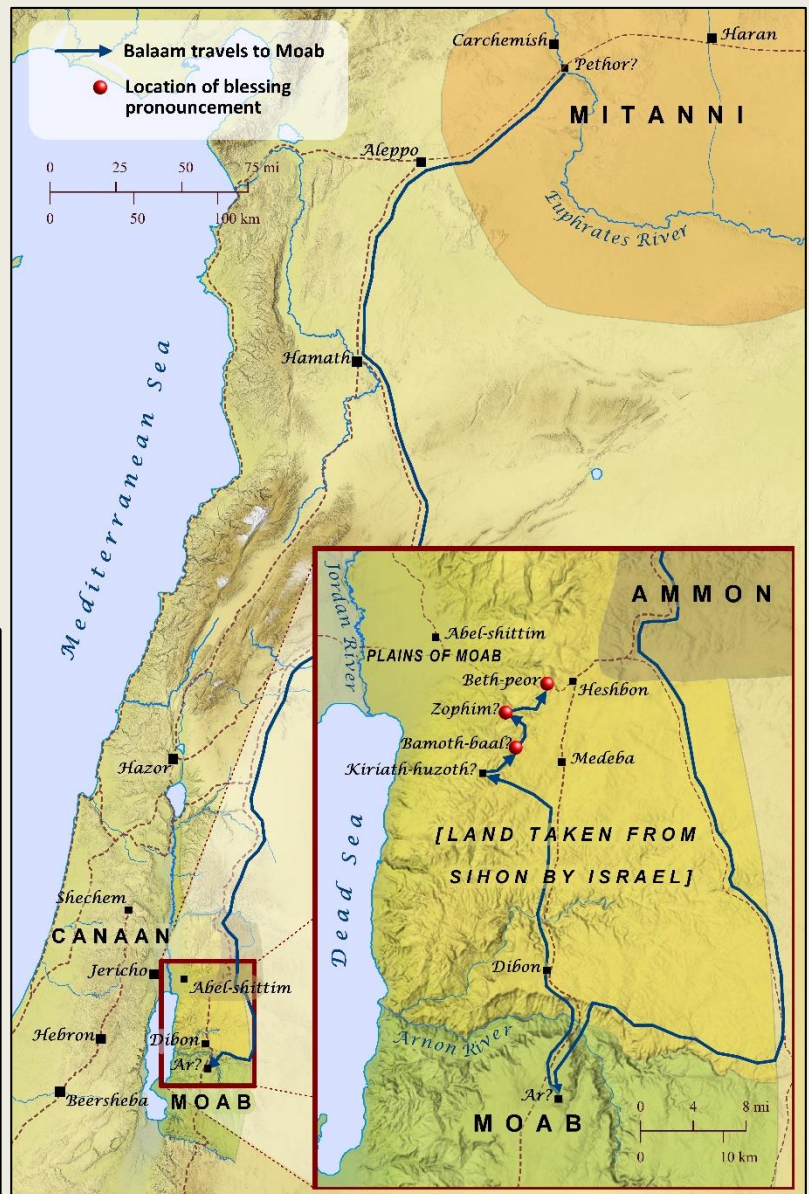 Balaam travels to Moab
Location of blessing
pronouncement
Carchemish
Haran
Pethor?
MITANNI
Aleppo
0 25 50 75 mi
0 50 100 km
Euphrates River
Hamath
Mediterranean Sea
Hazor
Shechem
CANAAN
Jericho
Abel-shittim
Hebron
Dibon
Ar?
Beersheba
MOAB
Jordan River
AMMON
Abel-shittim
PLAINS OF MOAB
Beth-peor
Heshbon
Zophim?
Bamoth-baal?
Medeba
Kiriath-huzoth?
[LAND TAKEN FROM
SIHON BY ISRAEL]
Dead Sea
Dibon
Arnon River
Ar?
MOAB
0 4 8 mi
0 10 km